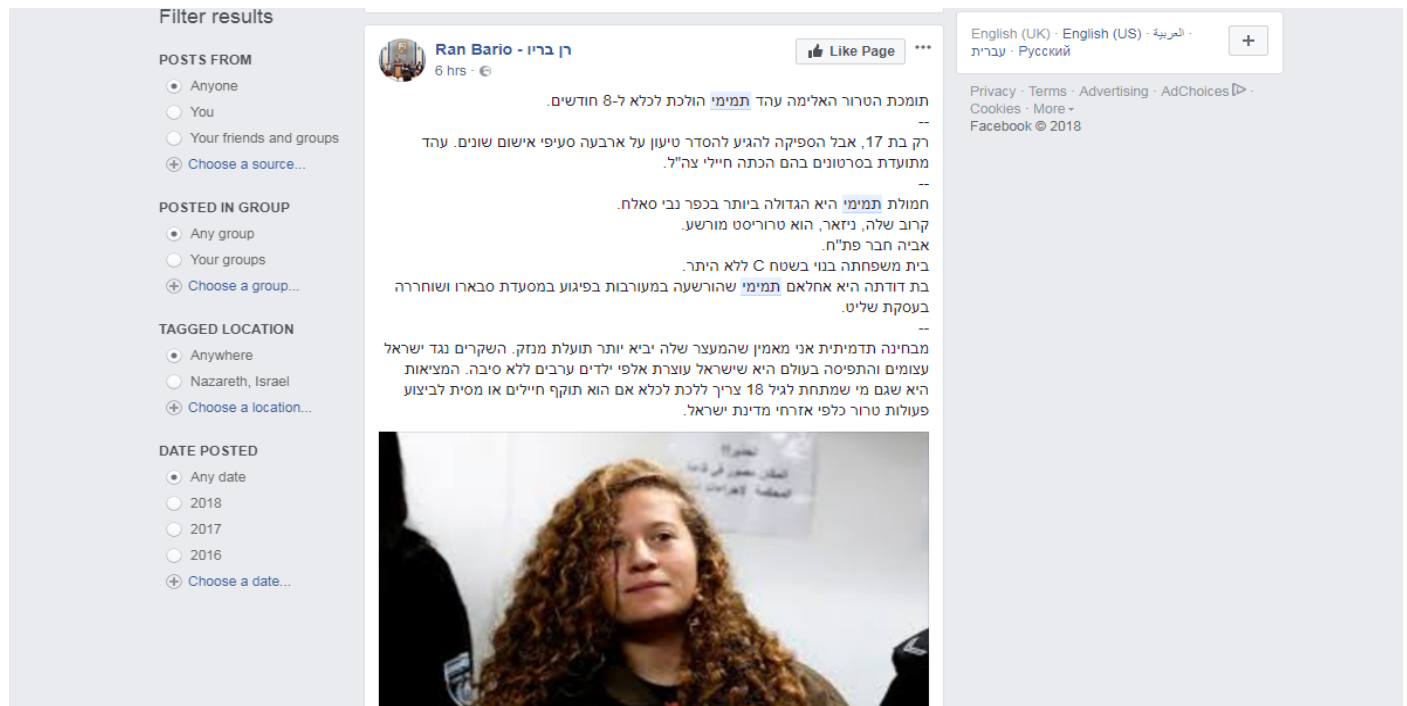 Filter results
POSTS FROM
Anyone
You
Your friends and groups
Choose a source...
POSTED IN GROUP
Any group
Your groups
Choose a group...
TAGGED LOCATION
Anywhere
Nazareth, Israel
Choose a location...
DATE POSTED
Any date
2018
2017
2016
Choose a date...
Ran Bario - רן בריו
6 hrs ·
Like Page
תומכת הטרור האלימה עהד תמימי הולכת לכלא ל-8 חודשים.
--
רק בת 17, אבל הספיקה להגיע להסדר טיעון על ארבעה סעיפי אישום שונים. עהד
מתועדת בסרטונים בהם הכתה חיילי צה"ל.
--
חמולת תמימי היא הגדולה ביותר בכפר נבי סאלח.
קרוב שלה, ניזאר, הוא טרוריסט מורשע.
אביה חבר פת"ח.
בית משפחתה בנוי בשטח C ללא היתר.
בת דודתה היא אחלאם תמימי שהורשעה במעורבות בפיגוע במסעדת סבארו ושוחררה
בעסקת שליט.
--
מבחינה תדמיתית אני מאמין שהמעצר שלה יביא יותר תועלת מנזק. השקרים נגד ישראל
עצומים והתפיסה בעולם היא שישראל עוצרת אלפי ילדים ערבים ללא סיבה. המציאות
היא שגם מי שמתחת לגיל 18 צריך ללכת לכלא אם הוא תוקף חיילים או מסית לביצוע
פעולות טרור כלפי אזרחי מדינת ישראל.
English (UK) · English (US) · العربية ·
עברית · Русский
Privacy · Terms · Advertising · AdChoices ·
Cookies · More
Facebook © 2018